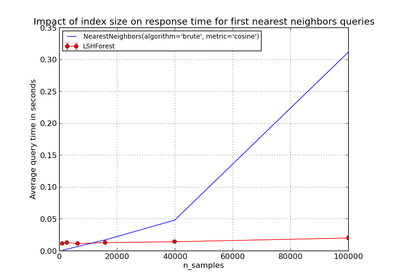 Impact of index size on response time for first nearest neighbors queries
NearestNeighbors(algorithm='brute', metric='cosine')
LSHForest
0.35
0.30
0.25
0.20
0.15
0.10
0.05
0.00
Average query time in seconds
0
20000
40000
60000
80000
100000
n_samples